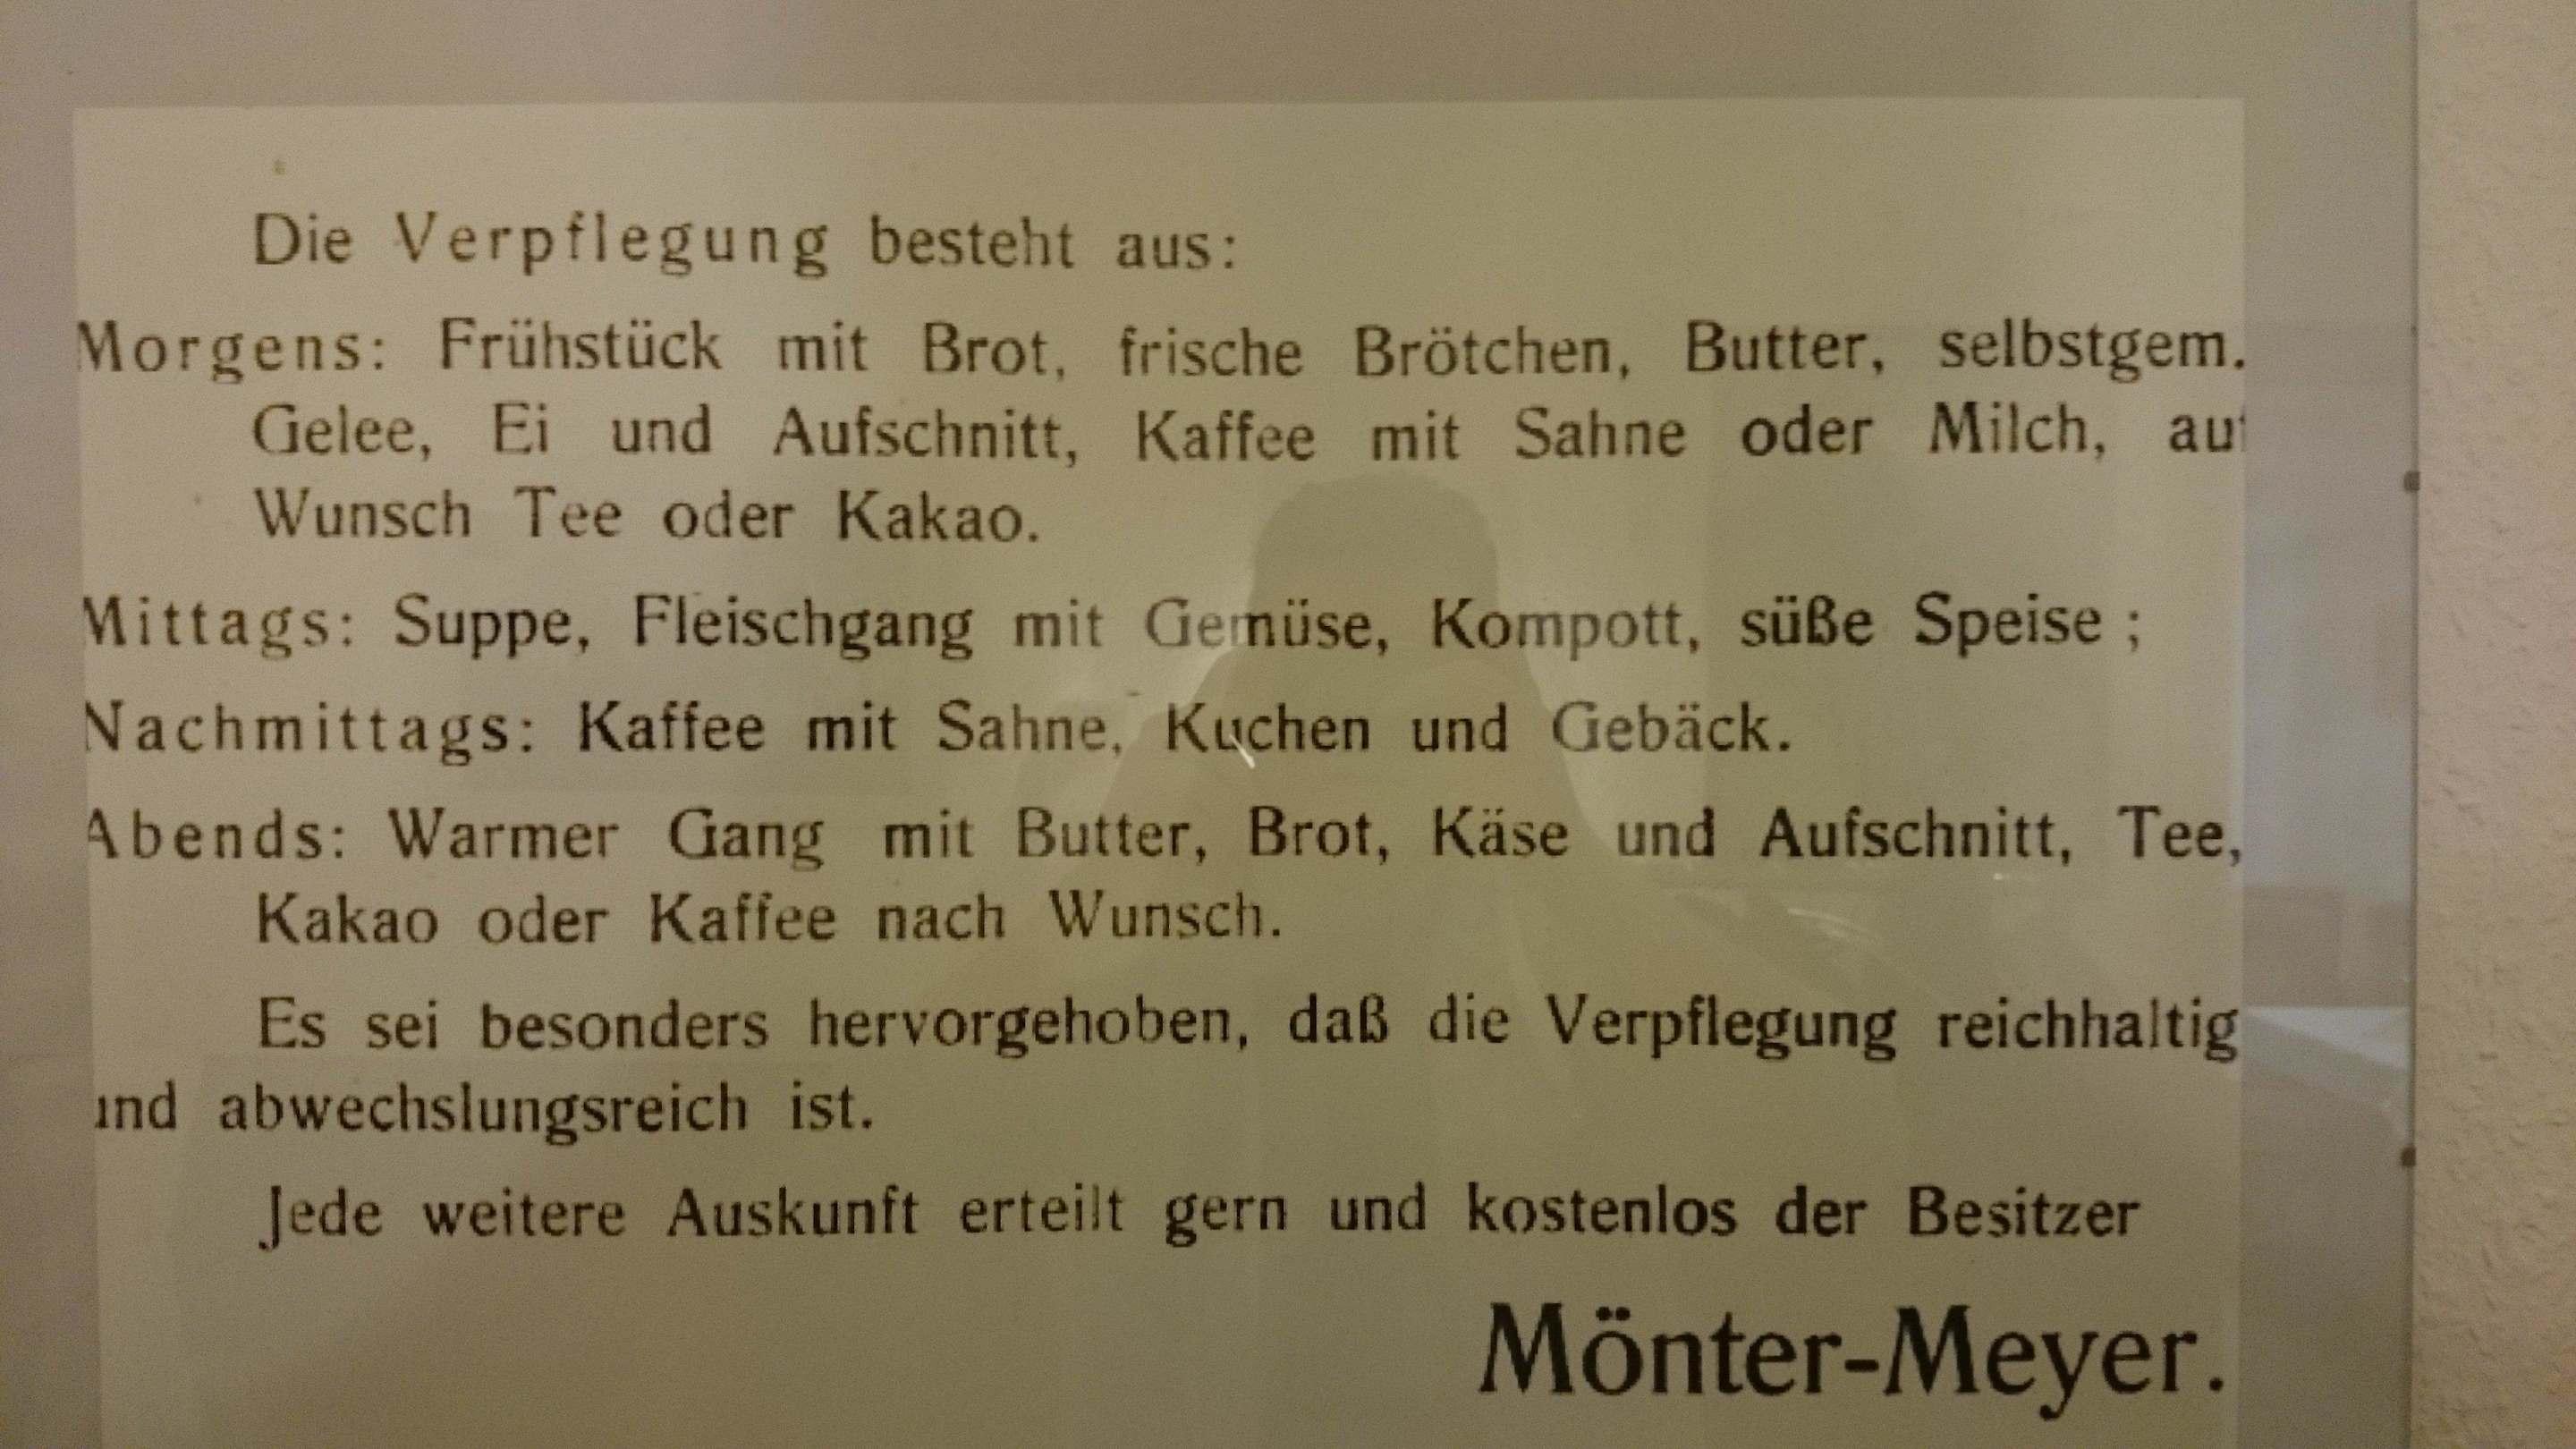 Die Verpflegung besteht aus:
Morgens: Frühstück mit Brot, frische Brötchen, Butter, selbstgem.
Gelee, Ei und Aufschnitt, Kaffee mit Sahne oder Milch, auf
Wunsch Tee oder Kakao.
Mittags: Suppe, Fleischgang mit Gemüse, Kompott, süße Speise ;
Nachmittags: Kaffee mit Sahne, Kuchen und Gebäck.
Abends: Warmer Gang mit Butter, Brot, Käse und Aufschnitt, Tee,
Kakao oder Kaffee nach Wunsch.
Es sei besonders hervorgehoben, daß die Verpflegung reichhaltig
und abwechslungsreich ist.
Jede weitere Auskunft erteilt gern und kostenlos der Besitzer
Mönter-Meyer.